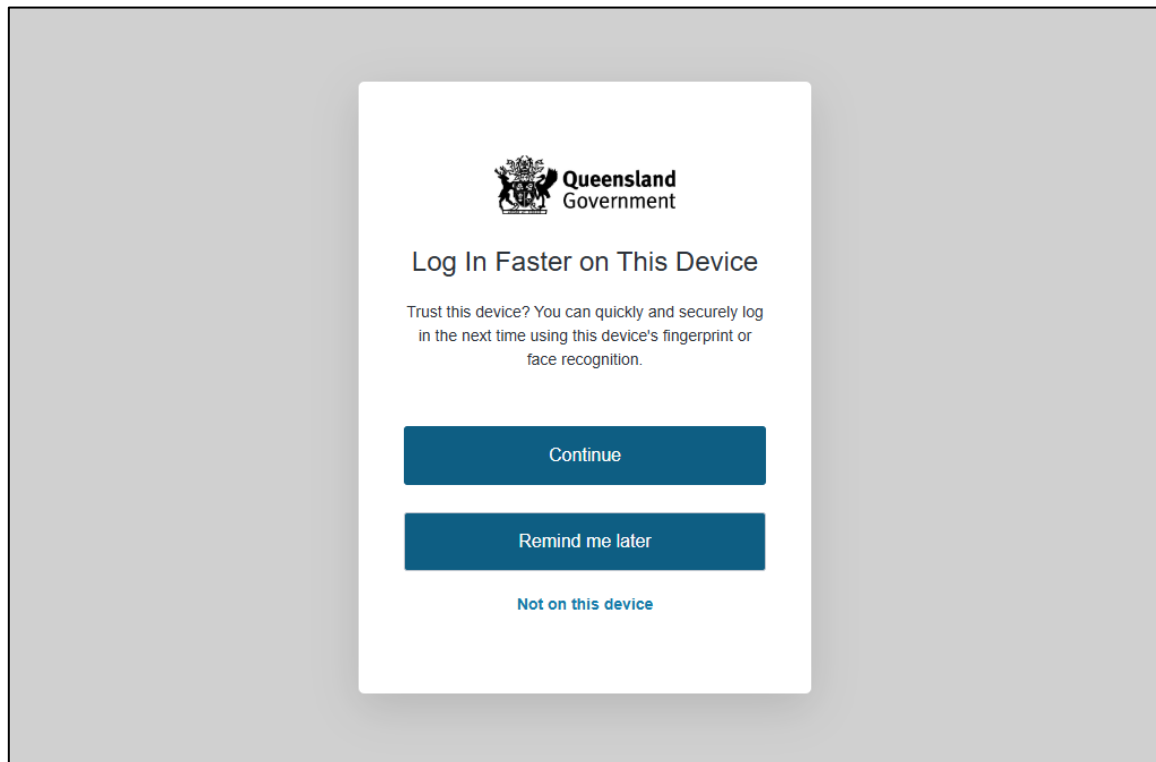 Queensland
Government
Log In Faster on This Device
Trust this device? You can quickly and securely log
in the next time using this device's fingerprint or
face recognition.
Continue
Remind me later
Not on this device